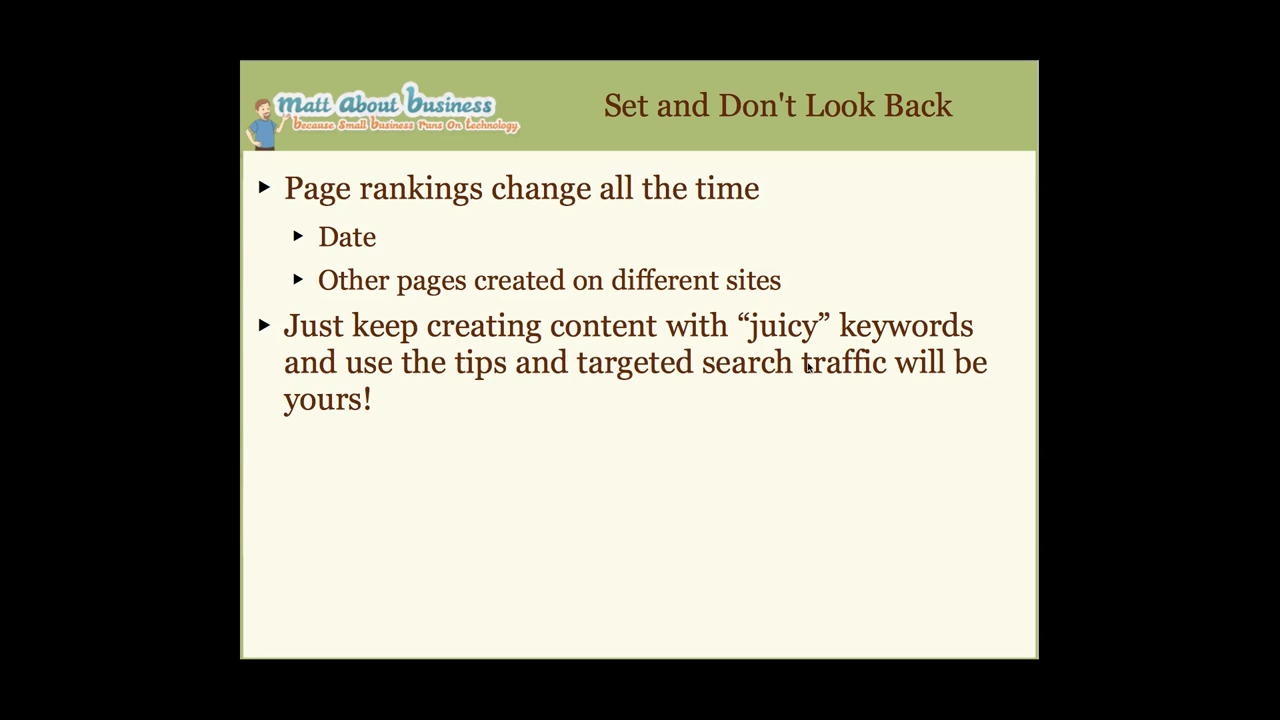 Matt About Business
Because Small Business Runs On Technology
Set and Don't Look Back
Page rankings change all the time
Date
Other pages created on different sites
Just keep creating content with “juicy” keywords
and use the tips and targeted search traffic will be
yours!